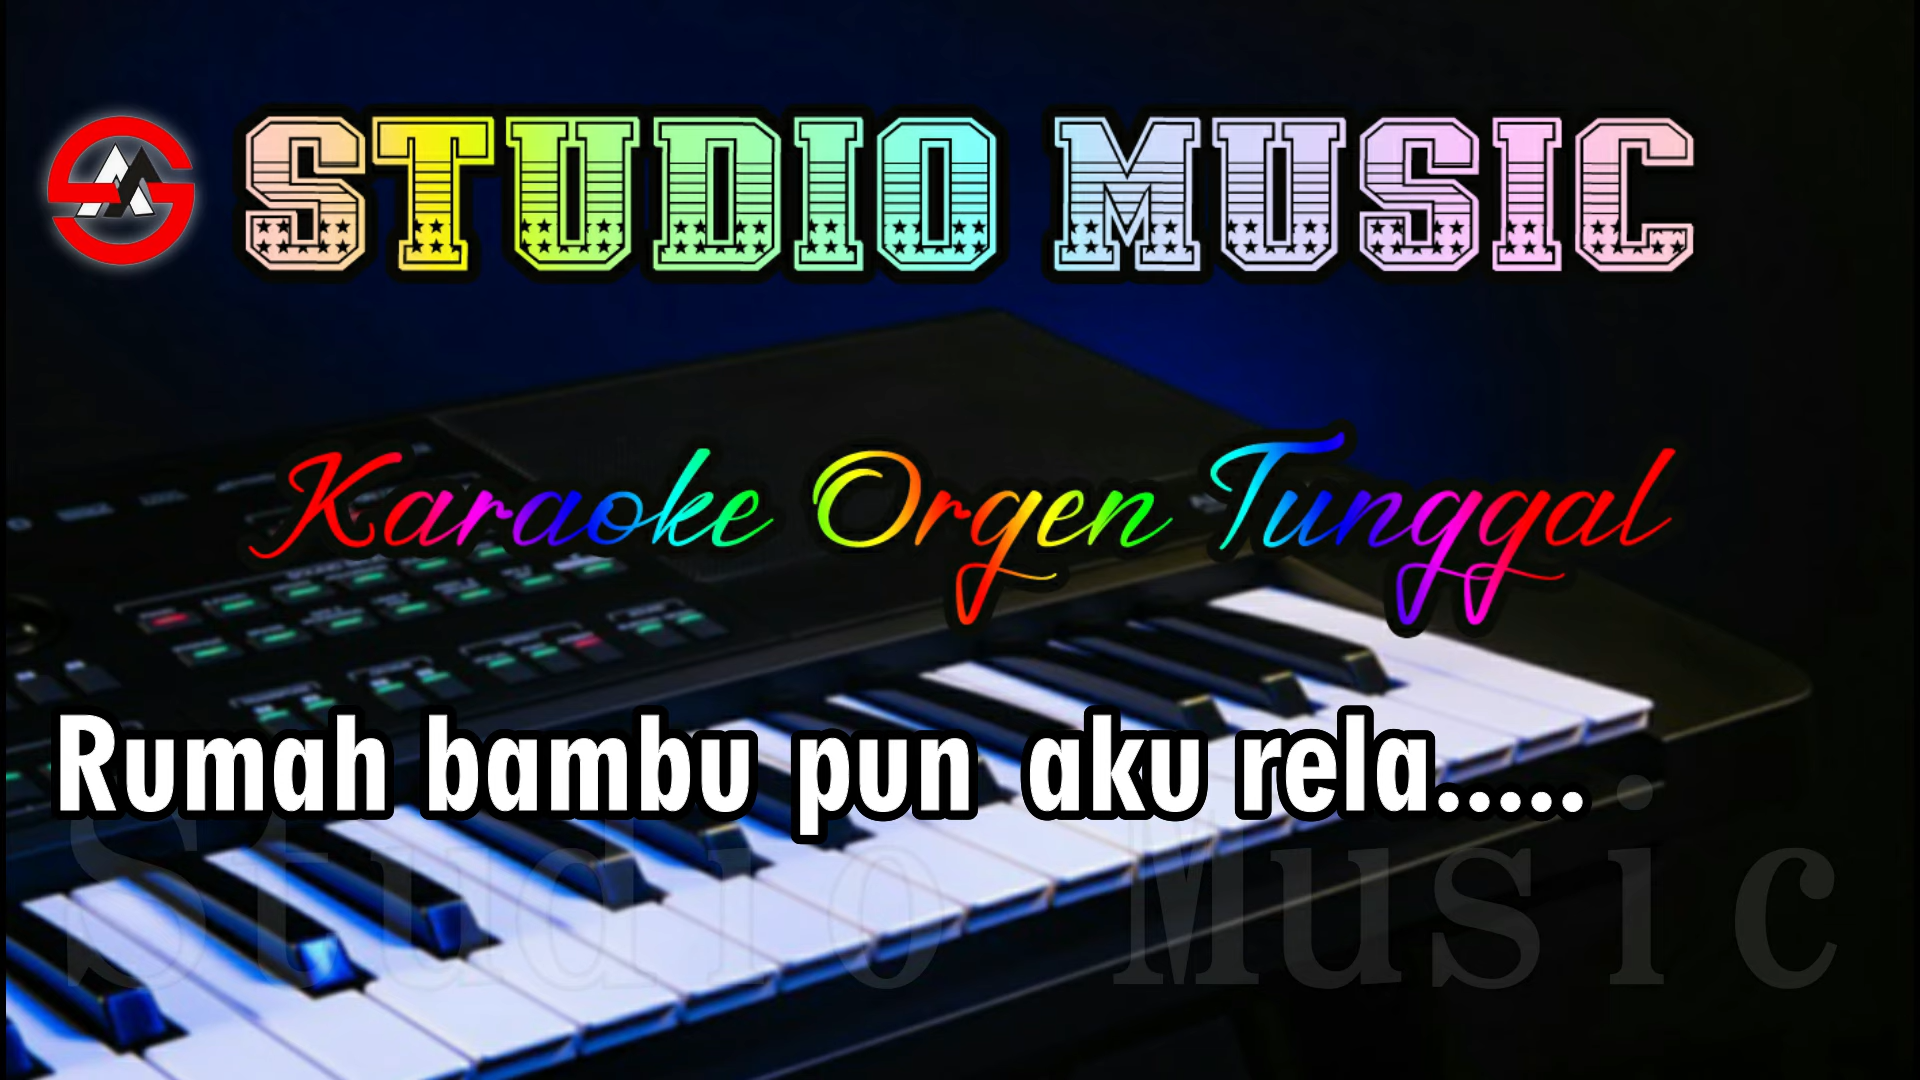 STUDIO MUSIC
Karaoke Orgen Tunggal
Rumah bambu pun aku rela.....
Studio Music